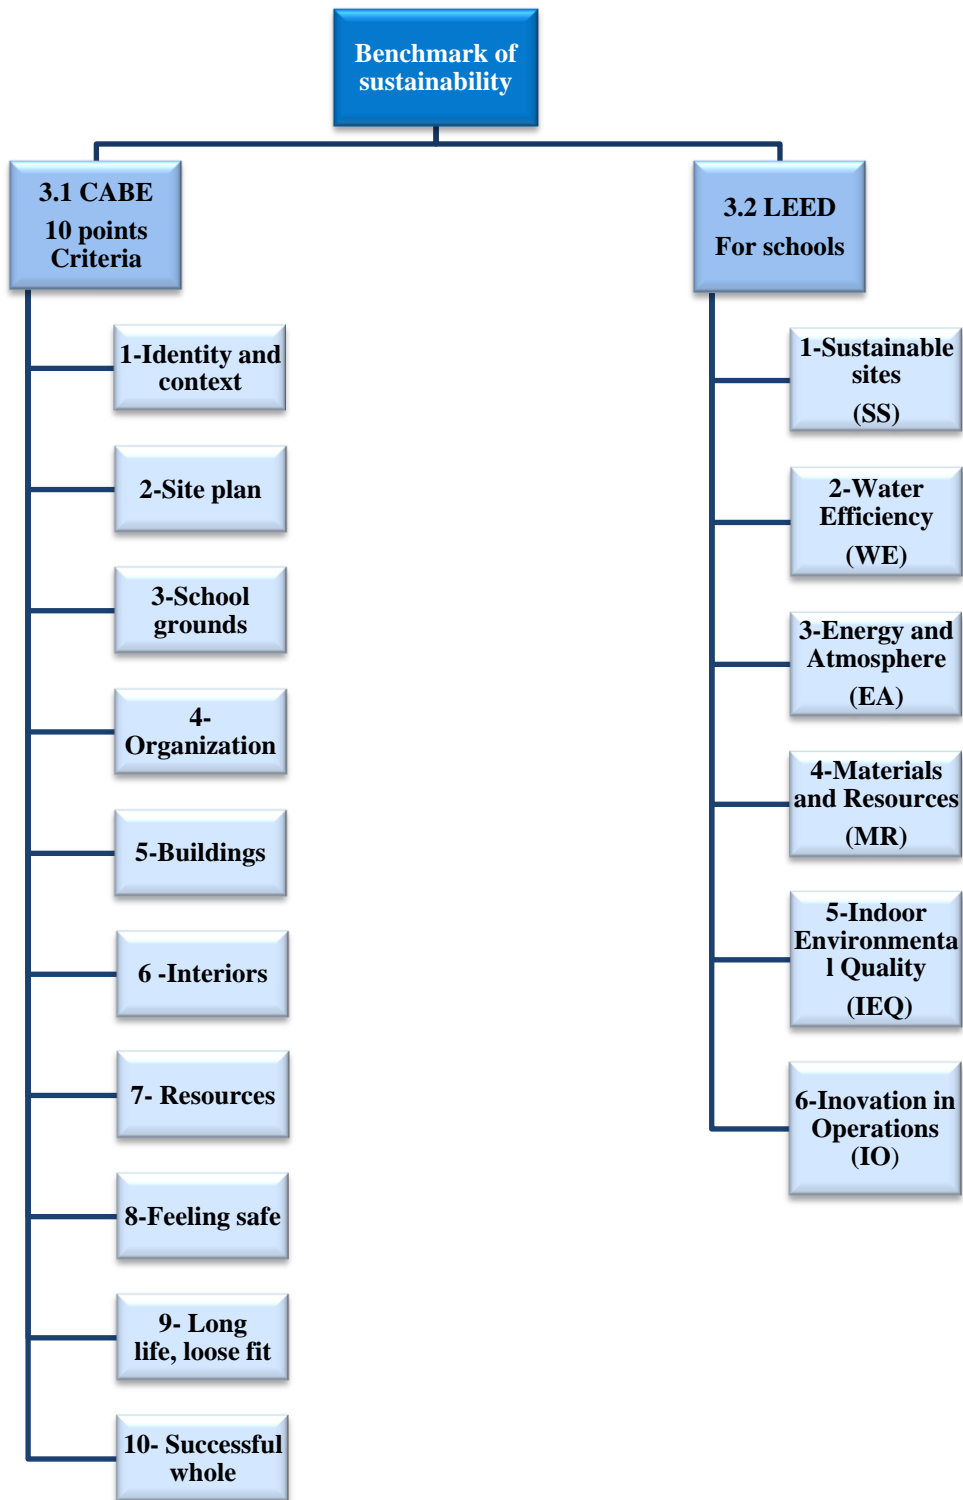 Benchmark of
sustainability
3.1 CABE
10 points
Criteria
1-Identity and
context
2-Site plan
3-School
grounds
4-
Organization
5-Buildings
6 -Interiors
7- Resources
8-Feeling safe
9- Long
life, loose fit
10- Successful
whole
3.2 LEED
For schools
1-Sustainable
sites
(SS)
2-Water
Efficiency
(WE)
3-Energy and
Atmosphere
(EA)
4-Materials
and Resources
(MR)
5-Indoor
Environmenta
l Quality
(IEQ)
6-Inovation in
Operations
(IO)